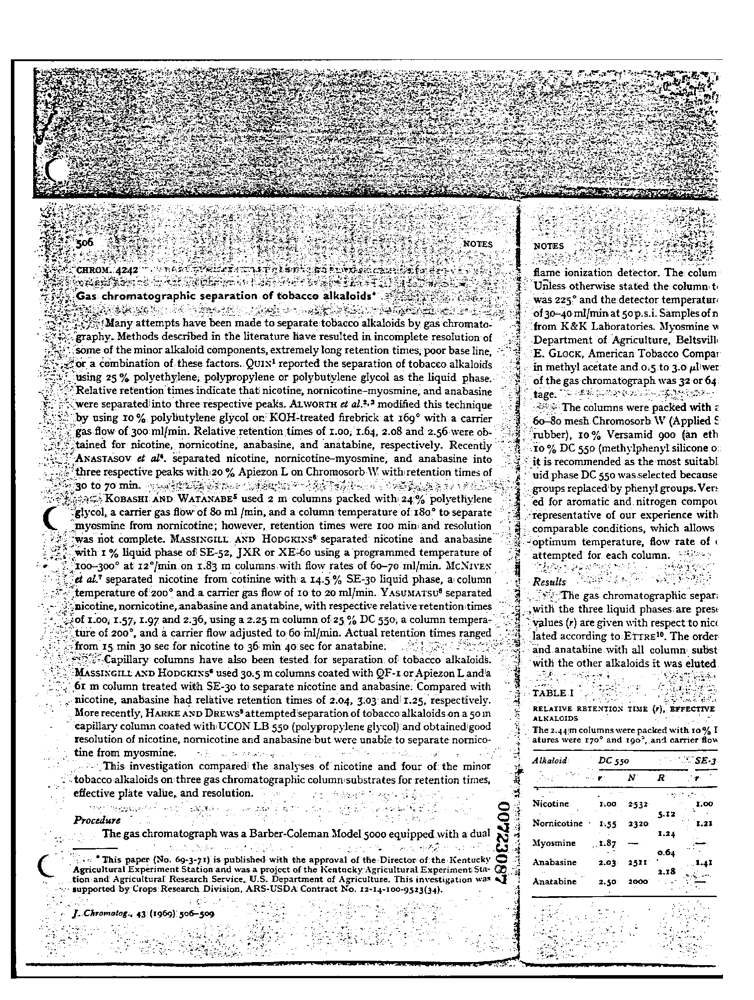 506 NOTES
CHROM. 4242
Gas chromatographic separation of tobacco alkaloids*
Many attempts have been made to separate tobacco alkaloids by gas chromato-
graphy. Methods described in the literature have resulted in incomplete resolution of
some of the minor alkaloid components, extremely long retention times, poor base line,
or a combination of these factors. QUIN¹ reported the separation of tobacco alkaloids
using 25 % polyethylene, polypropylene or polybutylene glycol as the liquid phase.
Relative retention times indicate that nicotine, nornicotine–myosmine, and anabasine
were separated into three respective peaks. ALWORTH et al.²,³ modified this technique
by using 10 % polybutylene glycol on KOH-treated firebrick at 169° with a carrier
gas flow of 300 ml/min. Relative retention times of 1.00, 1.64, 2.08 and 2.56 were ob-
tained for nicotine, nornicotine, anabasine, and anatabine, respectively. Recently
ANASTASOV et al⁴. separated nicotine, nornicotine–myosmine, and anabasine into
three respective peaks with 20 % Apiezon L on Chromosorb W with retention times of
30 to 70 min.
KOBASHI AND WATANABE⁵ used 2 m columns packed with 24 % polyethylene
glycol, a carrier gas flow of 80 ml /min, and a column temperature of 180° to separate
myosmine from nornicotine; however, retention times were 100 min and resolution
was not complete. MASSINGILL AND HODGKINS⁶ separated nicotine and anabasine
with 1 % liquid phase of SE-52, JXR or XE-60 using a programmed temperature of
100–300° at 12°/min on 1.83 m columns with flow rates of 60–70 ml/min. MCNIVEN
et al.⁷ separated nicotine from cotinine with a 14.5 % SE-30 liquid phase, a column
temperature of 200° and a carrier gas flow of 10 to 20 ml/min. YASUMATSU⁸ separated
nicotine, nornicotine, anabasine and anatabine, with respective relative retention times
of 1.00, 1.57, 1.97 and 2.36, using a 2.25 m column of 25 % DC 550, a column tempera-
ture of 200°, and a carrier flow adjusted to 60 ml/min. Actual retention times ranged
from 15 min 30 sec for nicotine to 36 min 40 sec for anatabine.
Capillary columns have also been tested for separation of tobacco alkaloids.
MASSINGILL AND HODGKINS⁶ used 30.5 m columns coated with QF-1 or Apiezon L and a
61 m column treated with SE-30 to separate nicotine and anabasine. Compared with
nicotine, anabasine had relative retention times of 2.04, 3.03 and 1.25, respectively.
More recently, HARKE AND DREWS⁹ attempted separation of tobacco alkaloids on a 50 m
capillary column coated with UCON LB 550 (polypropylene glycol) and obtained good
resolution of nicotine, nornicotine and anabasine but were unable to separate nornico-
tine from myosmine.
This investigation compared the analyses of nicotine and four of the minor
tobacco alkaloids on three gas chromatographic column substrates for retention times,
effective plate value, and resolution.
Procedure
The gas chromatograph was a Barber-Coleman Model 5000 equipped with a dual
* This paper (No. 69-3-71) is published with the approval of the Director of the Kentucky
Agricultural Experiment Station and was a project of the Kentucky Agricultural Experiment Sta-
tion and Agricultural Research Service, U.S. Department of Agriculture. This investigation was
supported by Crops Research Division, ARS-USDA Contract No. 12-14-100-9523(34).
J. Chromatog., 43 (1969) 506–509
00723087
NOTES
flame ionization detector. The colum
Unless otherwise stated the column t
was 225° and the detector temperatur
of 30–40 ml/min at 50 p.s.i. Samples of n
from K&K Laboratories. Myosmine w
Department of Agriculture, Beltsvill
E. GLOCK, American Tobacco Compa
in methyl acetate and 0.5 to 3.0 μl wer
of the gas chromatograph was 32 or 64
tage.
The columns were packed with
60–80 mesh Chromosorb W (Applied S
rubber), 10 % Versamid 900 (an eth
10 % DC 550 (methylphenyl silicone o
it is recommended as the most suitabl
uid phase DC 550 was selected because
groups replaced by phenyl groups. Vers
ed for aromatic and nitrogen compou
representative of our experience with
comparable conditions, which allows
optimum temperature, flow rate of
attempted for each column.
Results
The gas chromatographic separ
with the three liquid phases are pres
values (r) are given with respect to nic
lated according to ETTRE¹⁰. The order
and anatabine with all column subst
with the other alkaloids it was eluted
TABLE I
RELATIVE RETENTION TIME (r), EFFECTIVE
ALKALOIDS
The 2.44 m columns were packed with 10 %
atures were 170° and 190°, and carrier flow
Alkaloid DC 550 SE-3
r N R r
Nicotine 1.00 2532 1.00
5.12
Nornicotine 1.55 2320 1.21
1.24
Myosmine 1.87 — —
0.64
Anabasine 2.03 2511 1.41
2.18
Anatabine 2.50 2000 —